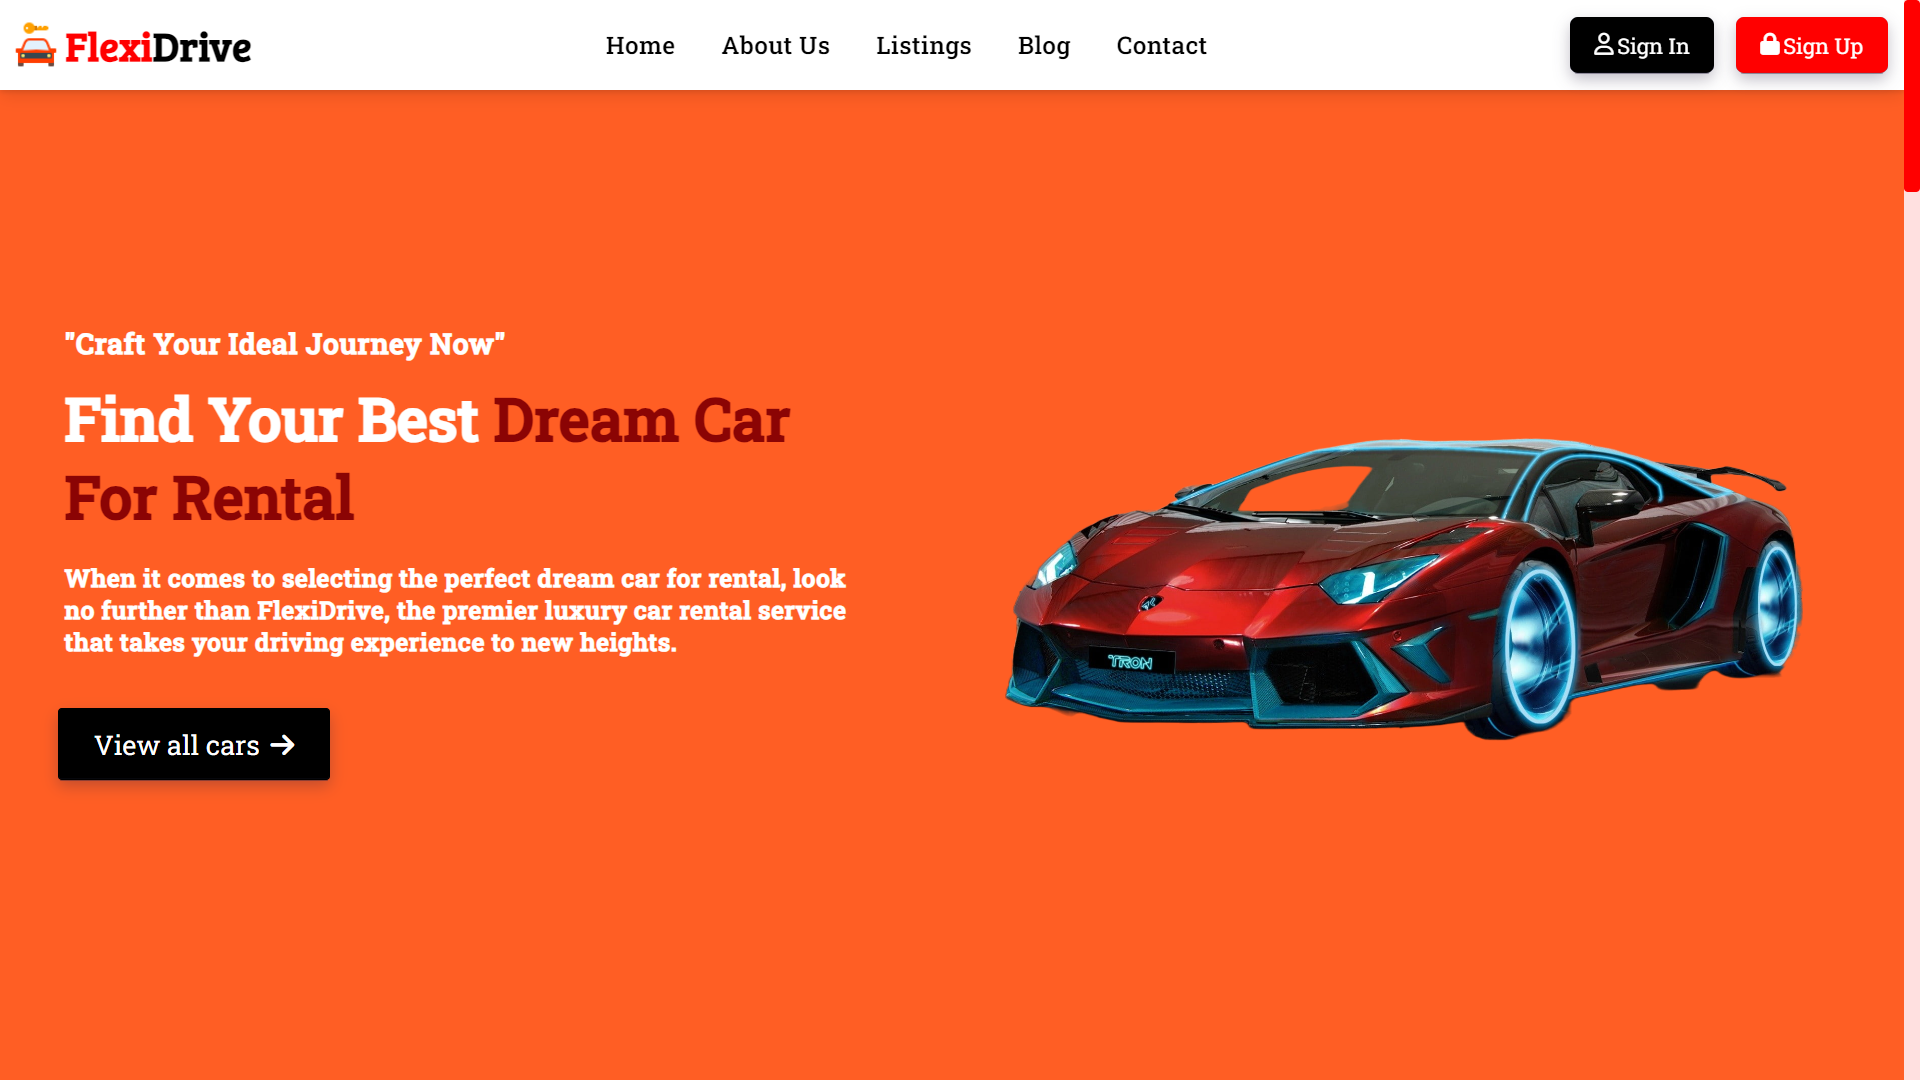 FlexiDrive
Home
About Us
Listings
Blog
Contact
Sign In
Sign Up
"Craft Your Ideal Journey Now"
Find Your Best Dream Car
For Rental
When it comes to selecting the perfect dream car for rental, look
no further than FlexiDrive, the premier luxury car rental service
that takes your driving experience to new heights.
View all cars
TRON